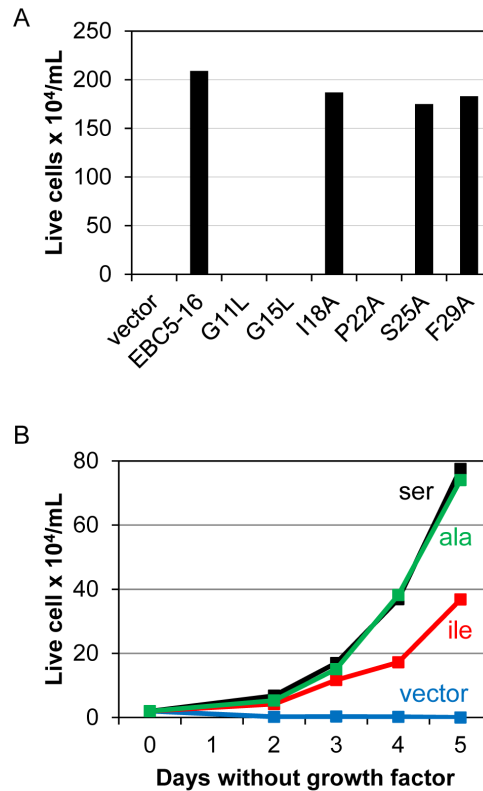 A
Live cells x 10⁴/mL
250
200
150
100
50
0
vector
EBC5-16
G11L
G15L
I18A
P22A
S25A
F29A
B
Live cell x 10⁴/mL
80
60
40
20
0
ser
ala
ile
vector
0 1 2 3 4 5
Days without growth factor